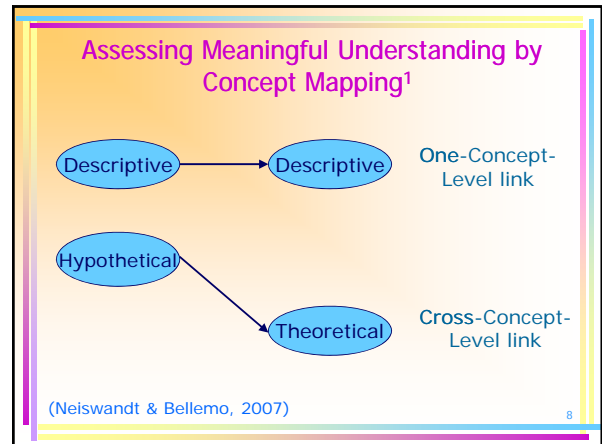 Assessing Meaningful Understanding by
Concept Mapping¹
Descriptive
Descriptive
One-Concept-
Level link
Hypothetical
Theoretical
Cross-Concept-
Level link
(Neiswandt & Bellemo, 2007)
8